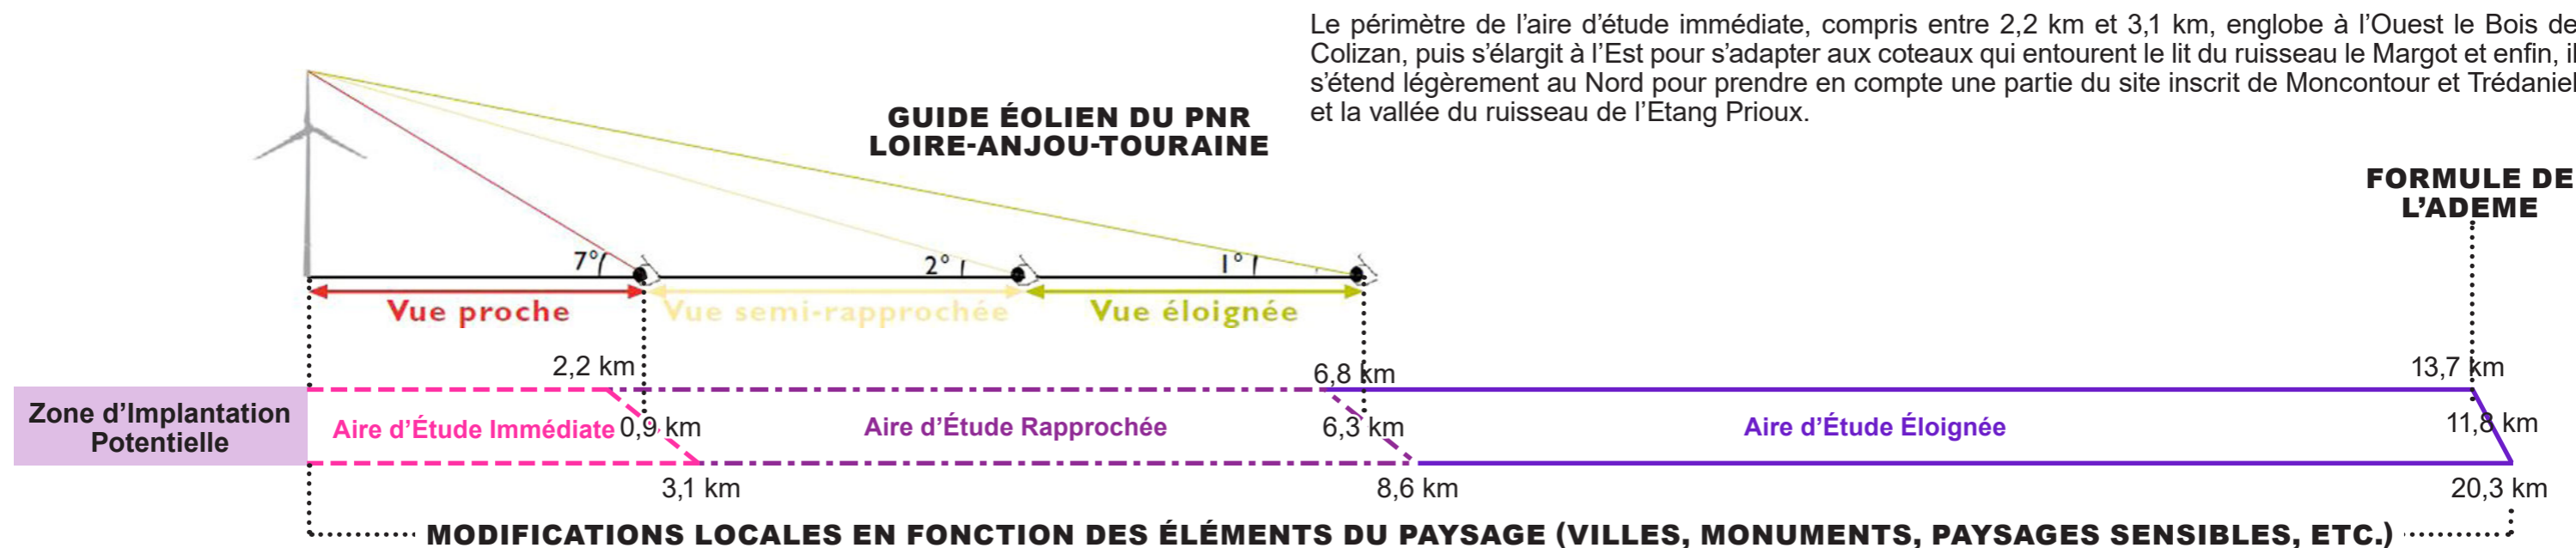 Le périmètre de l’aire d’étude immédiate, compris entre 2,2 km et 3,1 km, englobe à l’Ouest le Bois de
Colizan, puis s’élargit à l’Est pour s’adapter aux coteaux qui entourent le lit du ruisseau le Margot et enfin, il
s’étend légèrement au Nord pour prendre en compte une partie du site inscrit de Moncontour et Trédaniel
et la vallée du ruisseau de l’Etang Prioux.
GUIDE ÉOLIEN DU PNR
LOIRE-ANJOU-TOURAINE
FORMULE DE
L’ADEME
7° 2° 1°
Vue proche Vue semi-rapprochée Vue éloignée
2,2 km 6,8 km 13,7 km
Zone d’Implantation
Potentielle
Aire d’Étude Immédiate 0,9 km Aire d’Étude Rapprochée 6,3 km Aire d’Étude Éloignée 11,8 km
3,1 km 8,6 km 20,3 km
MODIFICATIONS LOCALES EN FONCTION DES ÉLÉMENTS DU PAYSAGE (VILLES, MONUMENTS, PAYSAGES SENSIBLES, ETC.)